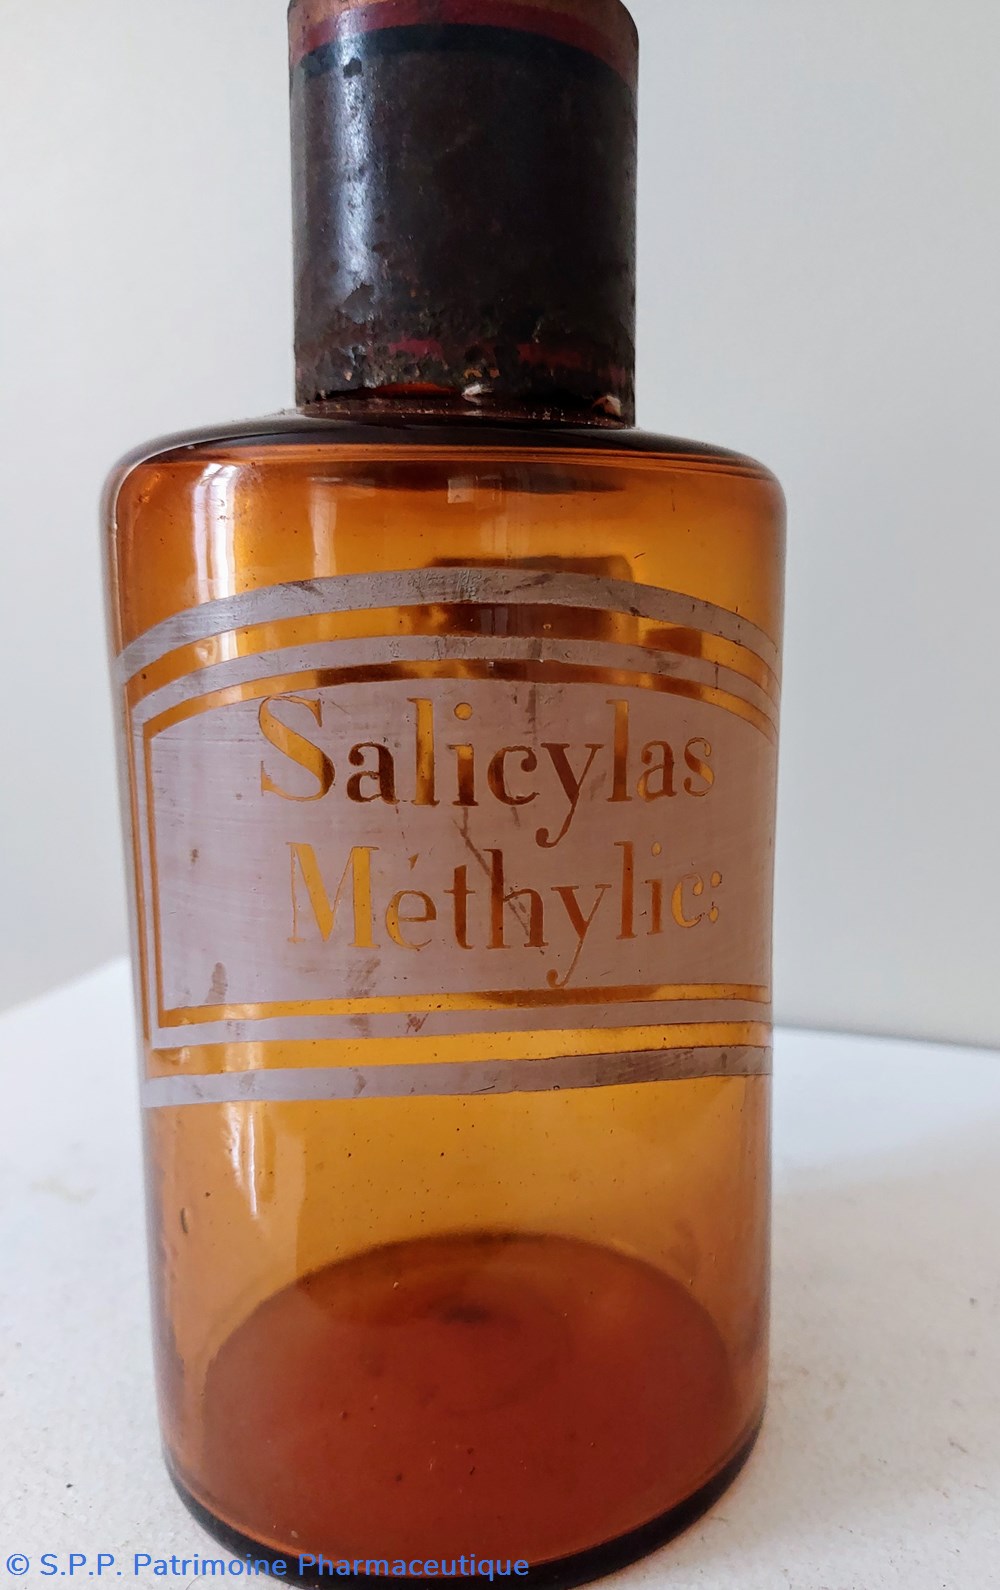 Salicylas
Méthylic:
© S.P.P. Patrimoine Pharmaceutique